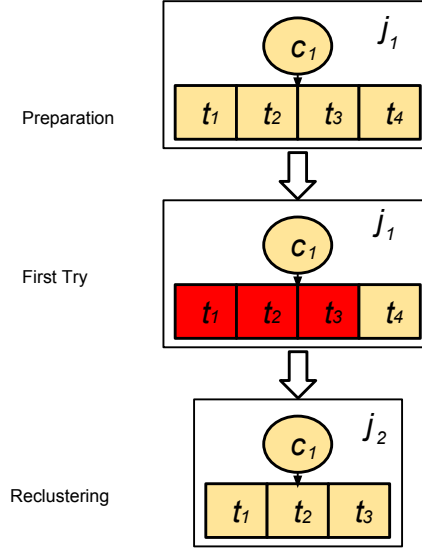 j1
c1
Preparation
t1 t2 t3 t4
j1
c1
First Try
t1 t2 t3 t4
j2
c1
Reclustering
t1 t2 t3